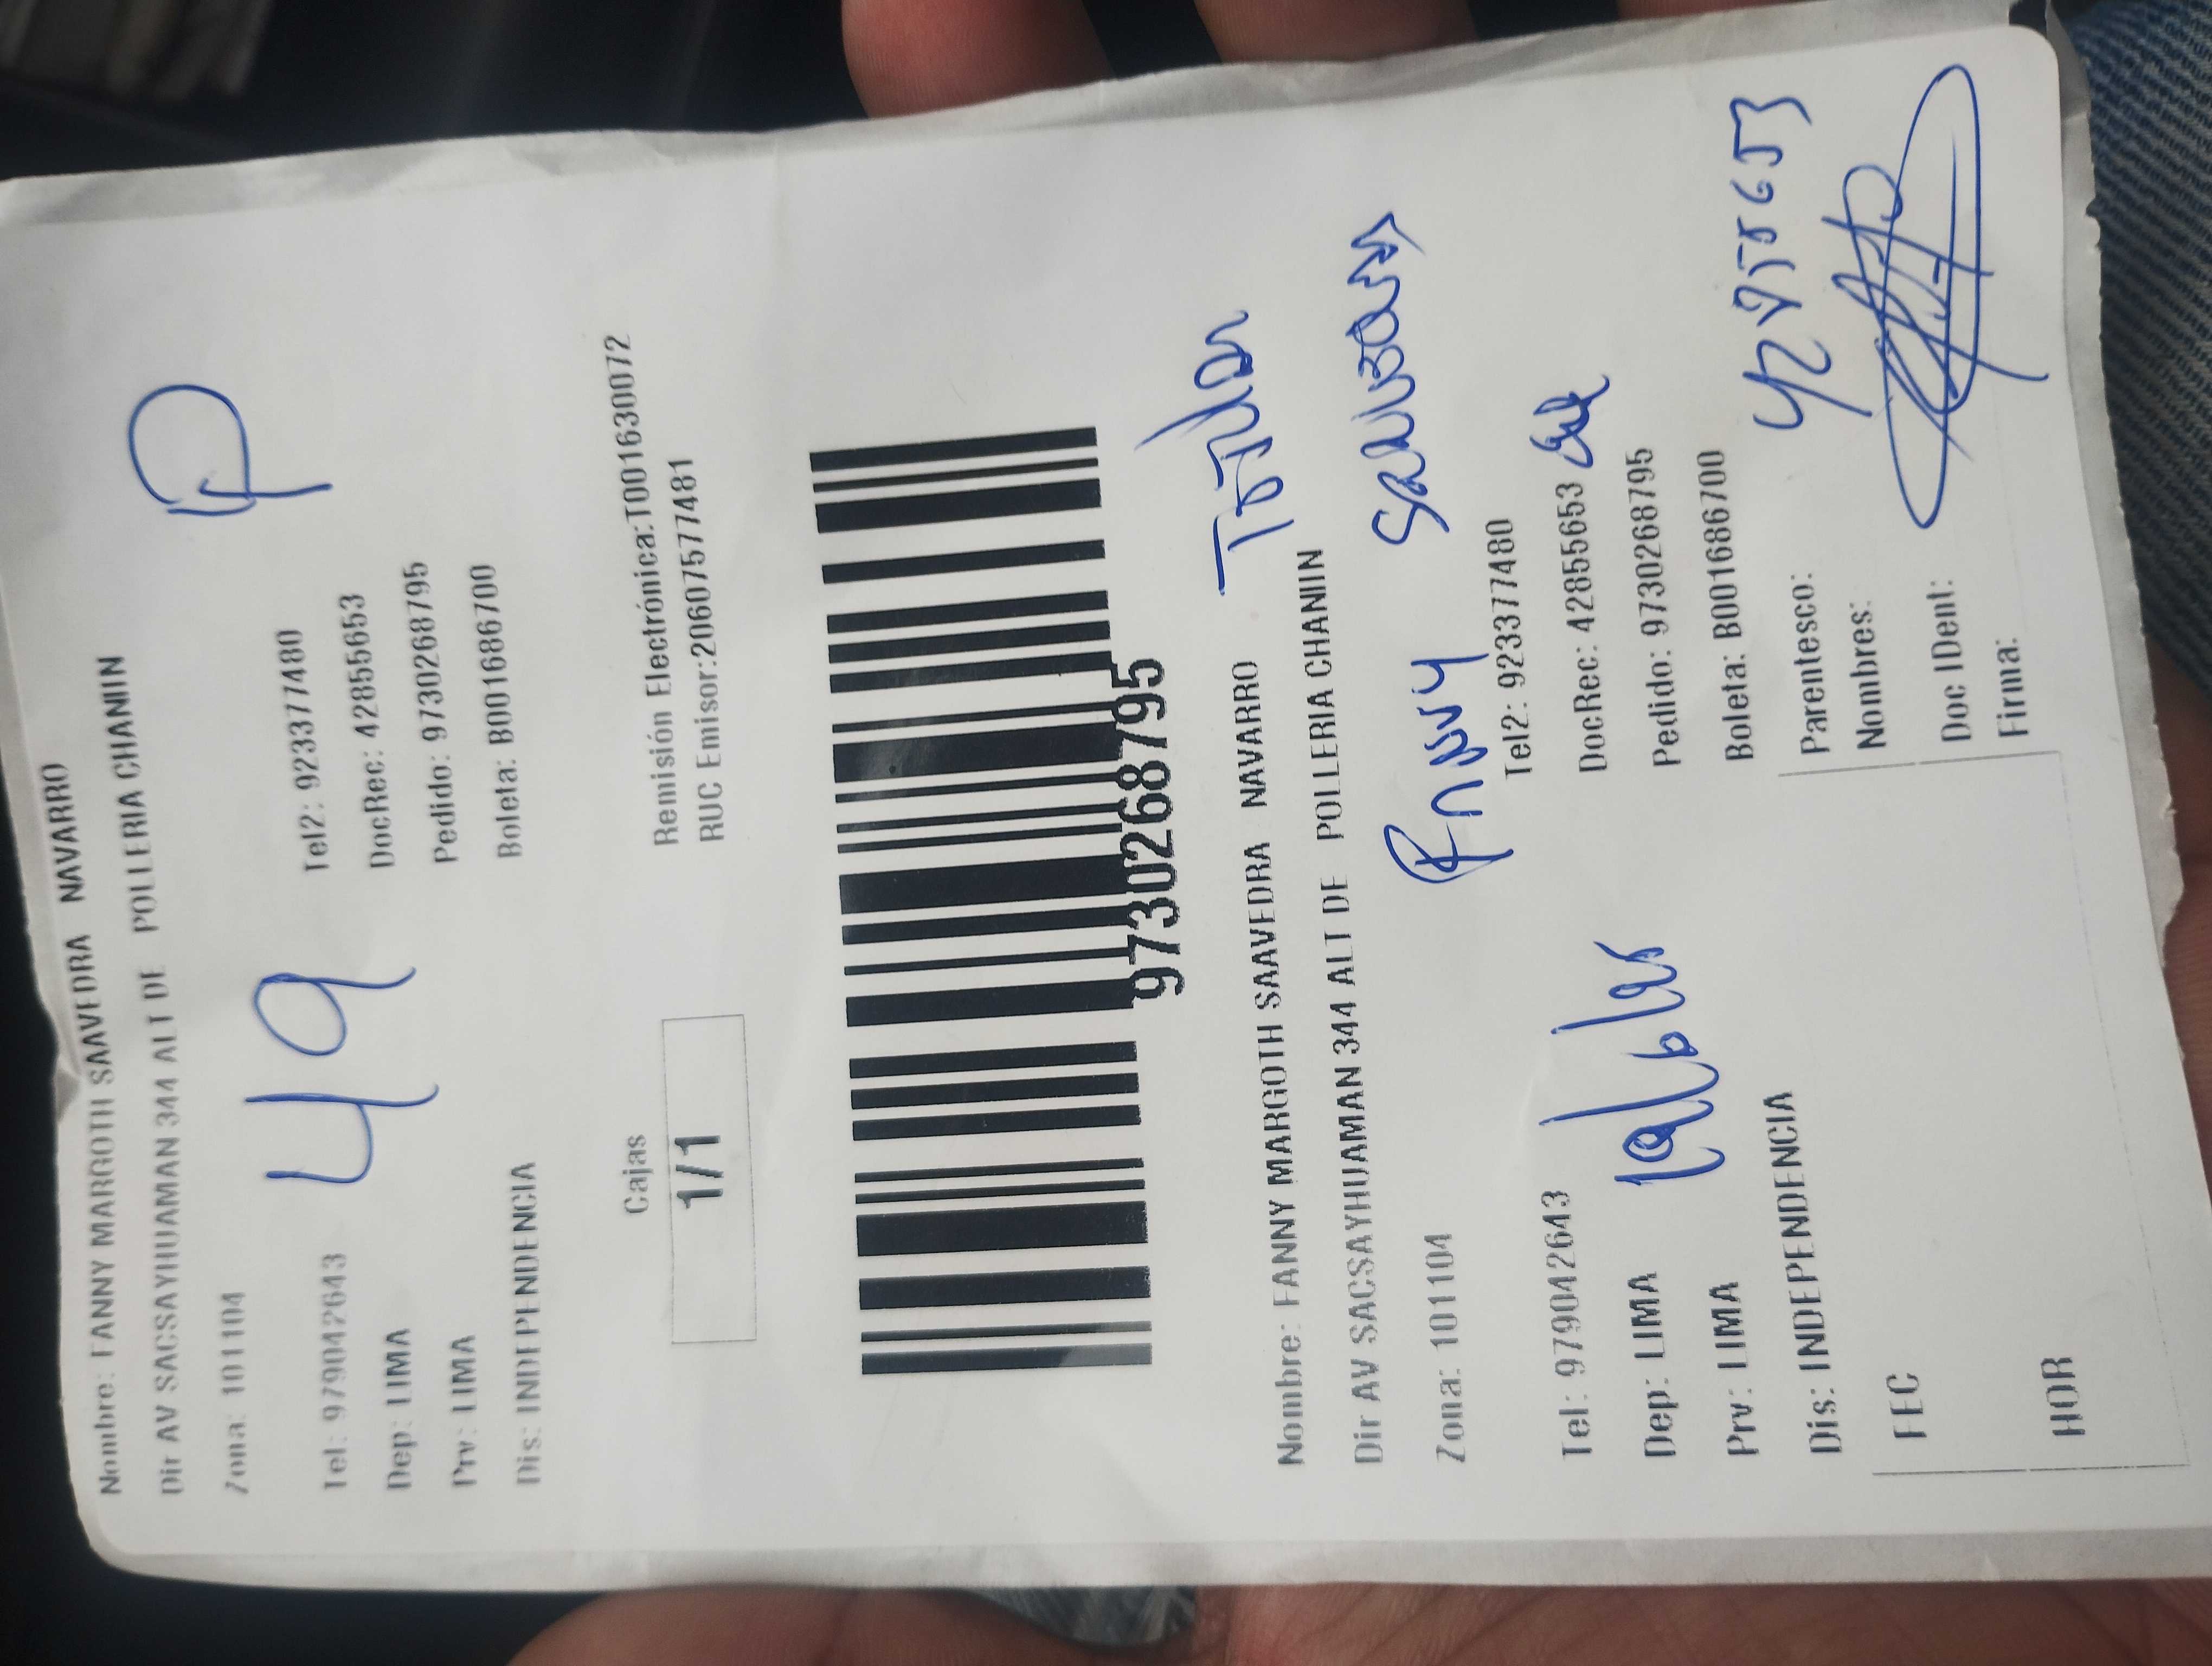 Nombre: FANNY MARGOTH SAAVEDRA NAVARRO
Dir AV SACSAYHUAMAN 344 ALT DE POLLERIA CHANIN
P
Zona: 101104
49
Tel: 979042643 Tel2: 923377480
Dep: LIMA DocRec: 42855653
Prv: LIMA Pedido: 9730268795
Dis: INDEPENDENCIA Boleta: B001686700
Cajas Remisión Electrónica:T001630072
1/1 RUC Emisor:20607577481
9730268795
Nombre: FANNY MARGOTH SAAVEDRA NAVARRO
Titular
Dir AV SACSAYHUAMAN 344 ALT DE POLLERIA CHANIN
Zona: 101104 Fanny
Tel: 979042643 Tel2: 923377480
Dep: LIMA DocRec: 42855653
Prv: LIMA Pedido: 9730268795
Dis: INDEPENDENCIA Boleta: B001686700
42855653
FEC Parentesco:
Nombres:
HOR Doc IDent:
Firma: